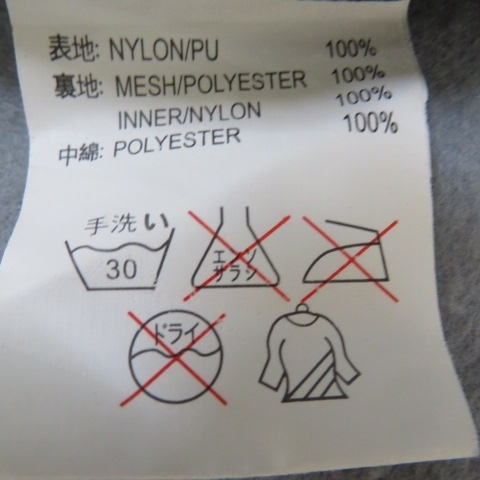 表地: NYLON/PU 100%
裏地: MESH/POLYESTER 100%
INNER/NYLON 100%
中綿: POLYESTER 100%
手洗い
30
エンソ
サラシ
ドライ